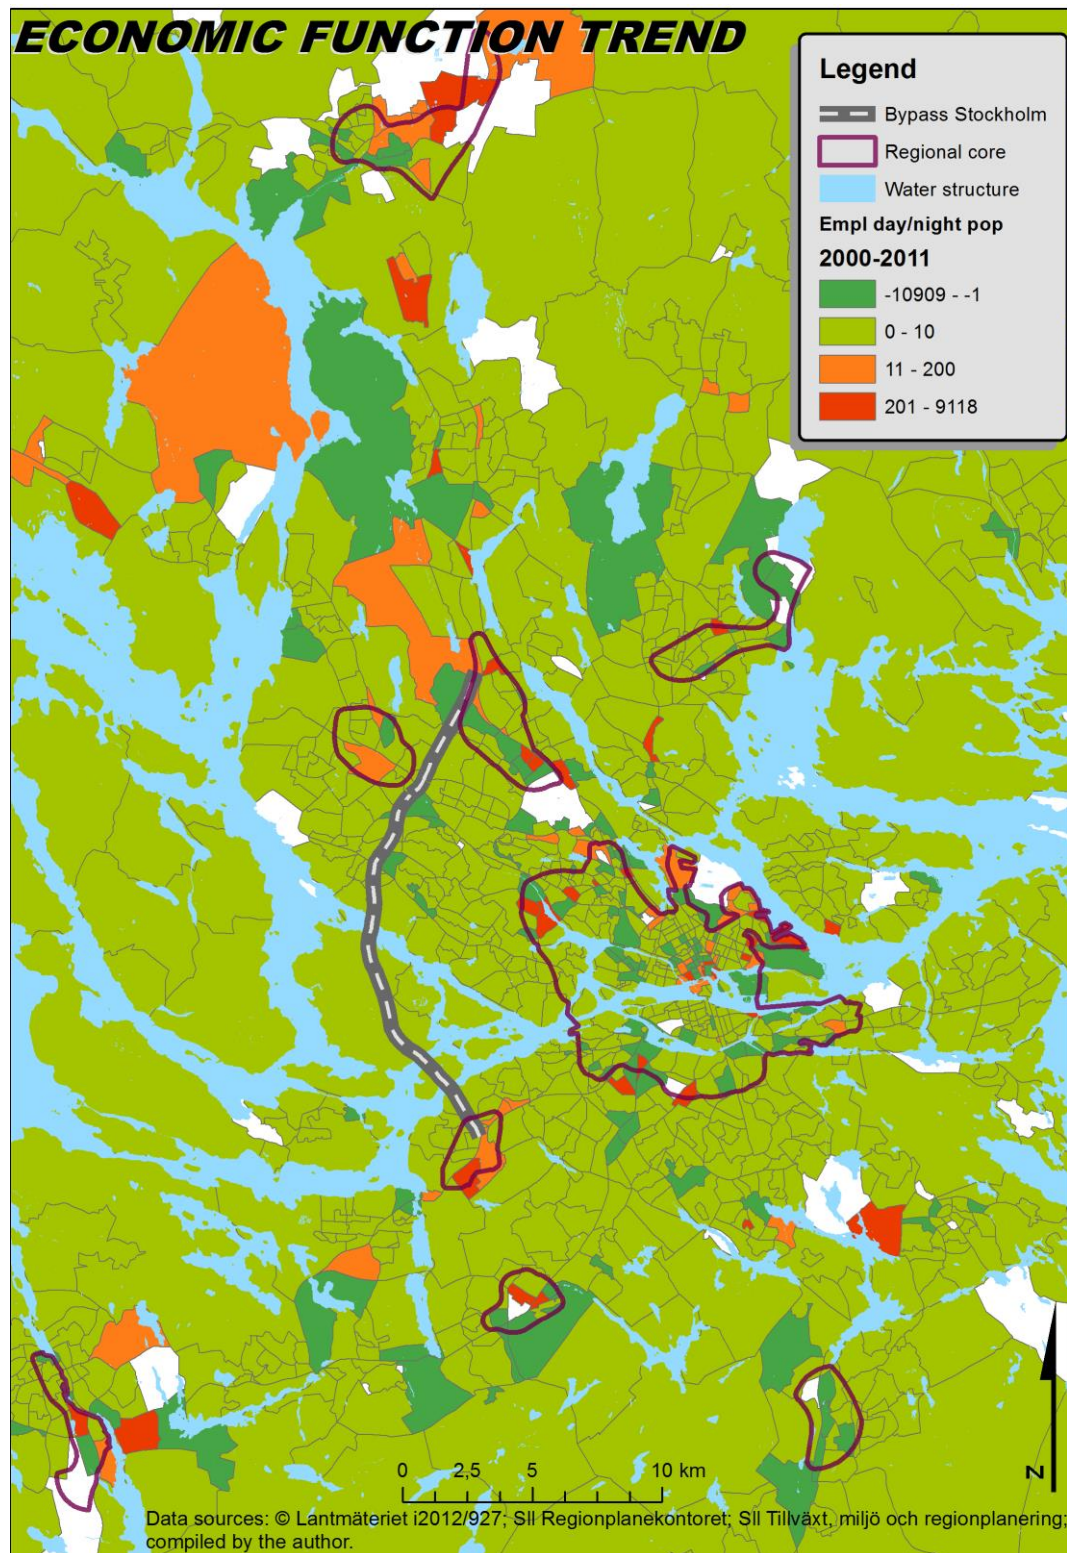 ECONOMIC FUNCTION TREND
Legend
Bypass Stockholm
Regional core
Water structure
Empl day/night pop
2000-2011
-10909 - -1
0 - 10
11 - 200
201 - 9118
0 2,5 5 10 km
N
Data sources: © Lantmäteriet i2012/927; Sll Regionplanekontoret; Sll Tillväxt, miljö och regionplanering;
compiled by the author.